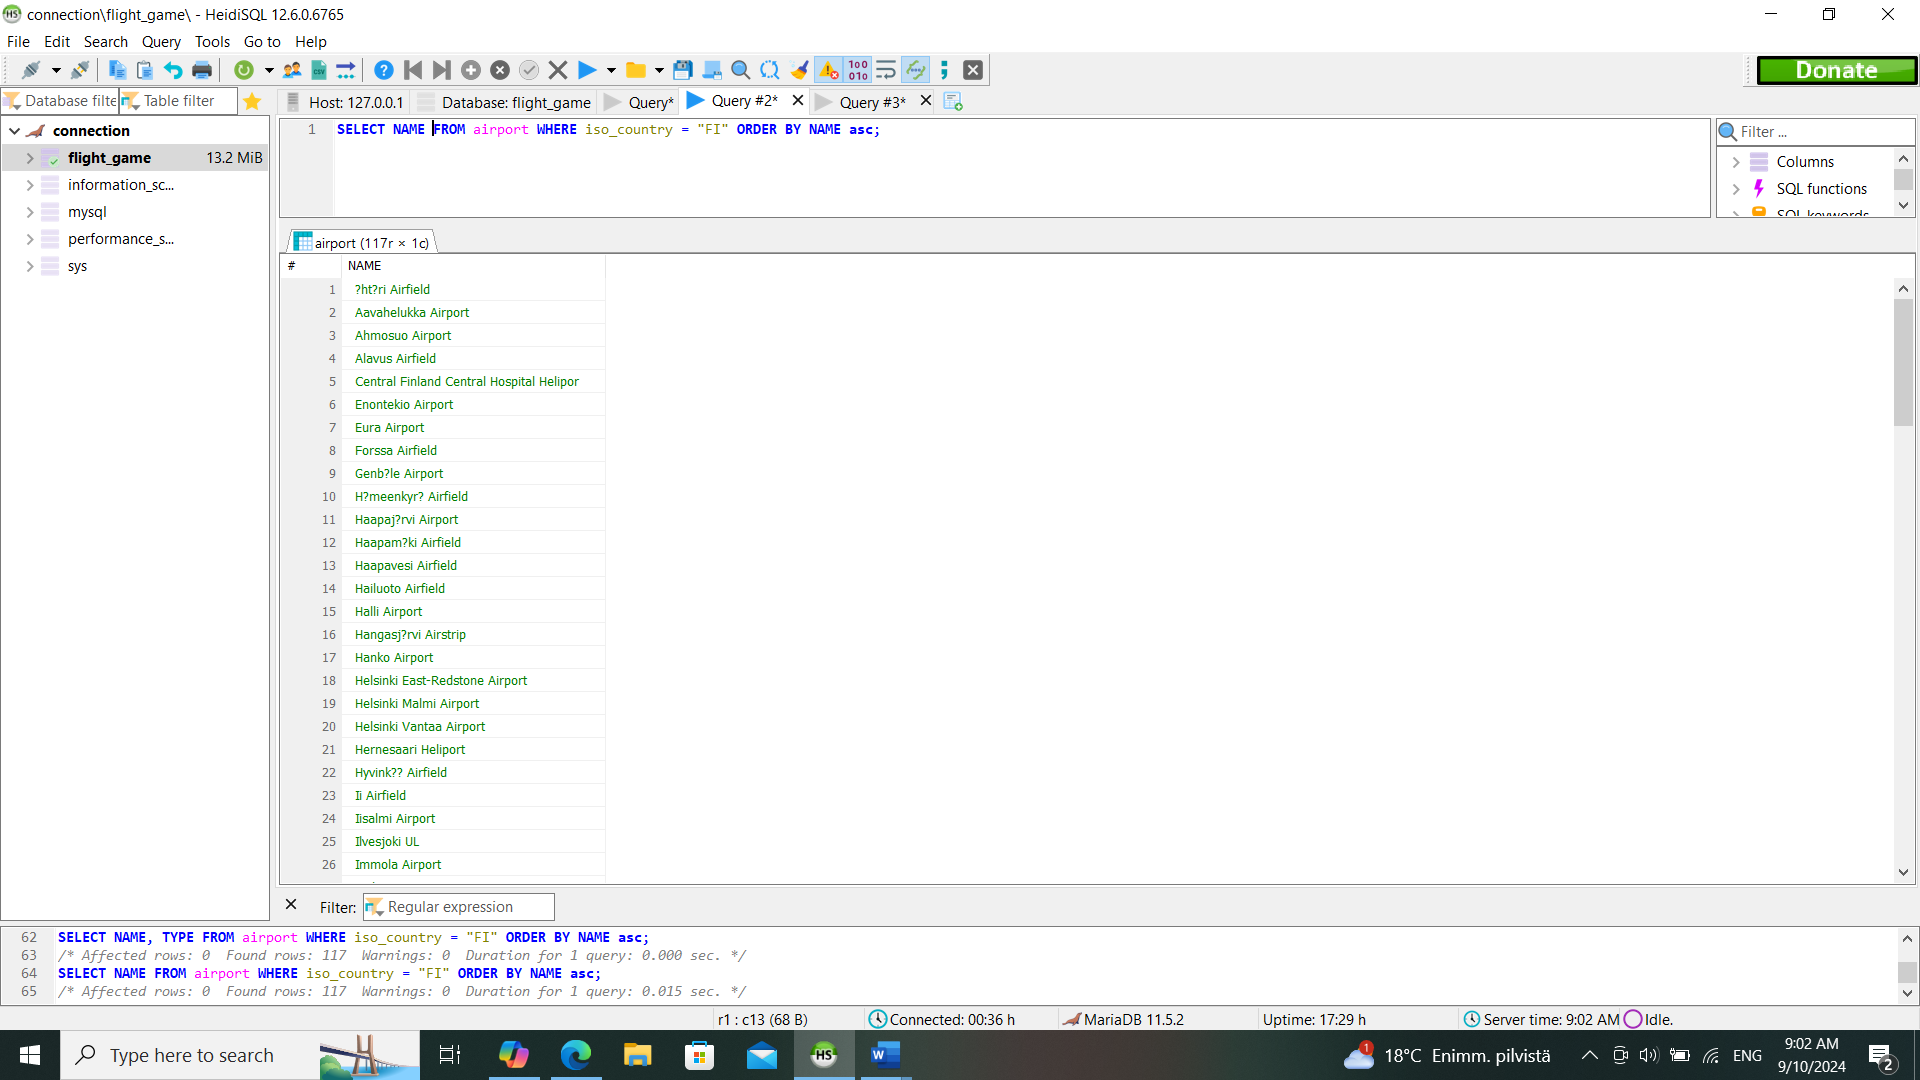 connection\flight_game\ - HeidiSQL 12.6.0.6765
File Edit Search Query Tools Go to Help
Donate
Database filte Table filter
Host: 127.0.0.1 Database: flight_game Query* Query #2* Query #3*
connection
flight_game 13.2 MiB
information_sc...
mysql
performance_s...
sys
1 SELECT NAME FROM airport WHERE iso_country = "FI" ORDER BY NAME asc;
Filter ...
Columns
SQL functions
SQL keywords
airport (117r × 1c)
# NAME
1 ?ht?ri Airfield
2 Aavahelukka Airport
3 Ahmosuo Airport
4 Alavus Airfield
5 Central Finland Central Hospital Helipor
6 Enontekio Airport
7 Eura Airport
8 Forssa Airfield
9 Genb?le Airport
10 H?meenkyr? Airfield
11 Haapaj?rvi Airport
12 Haapam?ki Airfield
13 Haapavesi Airfield
14 Hailuoto Airfield
15 Halli Airport
16 Hangasj?rvi Airstrip
17 Hanko Airport
18 Helsinki East-Redstone Airport
19 Helsinki Malmi Airport
20 Helsinki Vantaa Airport
21 Hernesaari Heliport
22 Hyvink?? Airfield
23 Ii Airfield
24 Iisalmi Airport
25 Ilvesjoki UL
26 Immola Airport
Filter: Regular expression
62 SELECT NAME, TYPE FROM airport WHERE iso_country = "FI" ORDER BY NAME asc;
63 /* Affected rows: 0 Found rows: 117 Warnings: 0 Duration for 1 query: 0.000 sec. */
64 SELECT NAME FROM airport WHERE iso_country = "FI" ORDER BY NAME asc;
65 /* Affected rows: 0 Found rows: 117 Warnings: 0 Duration for 1 query: 0.015 sec. */
r1 : c13 (68 B) Connected: 00:36 h MariaDB 11.5.2 Uptime: 17:29 h Server time: 9:02 AM Idle.
Type here to search
HS
1
18°C Enimm. pilvistä
ENG
9:02 AM
9/10/2024
2